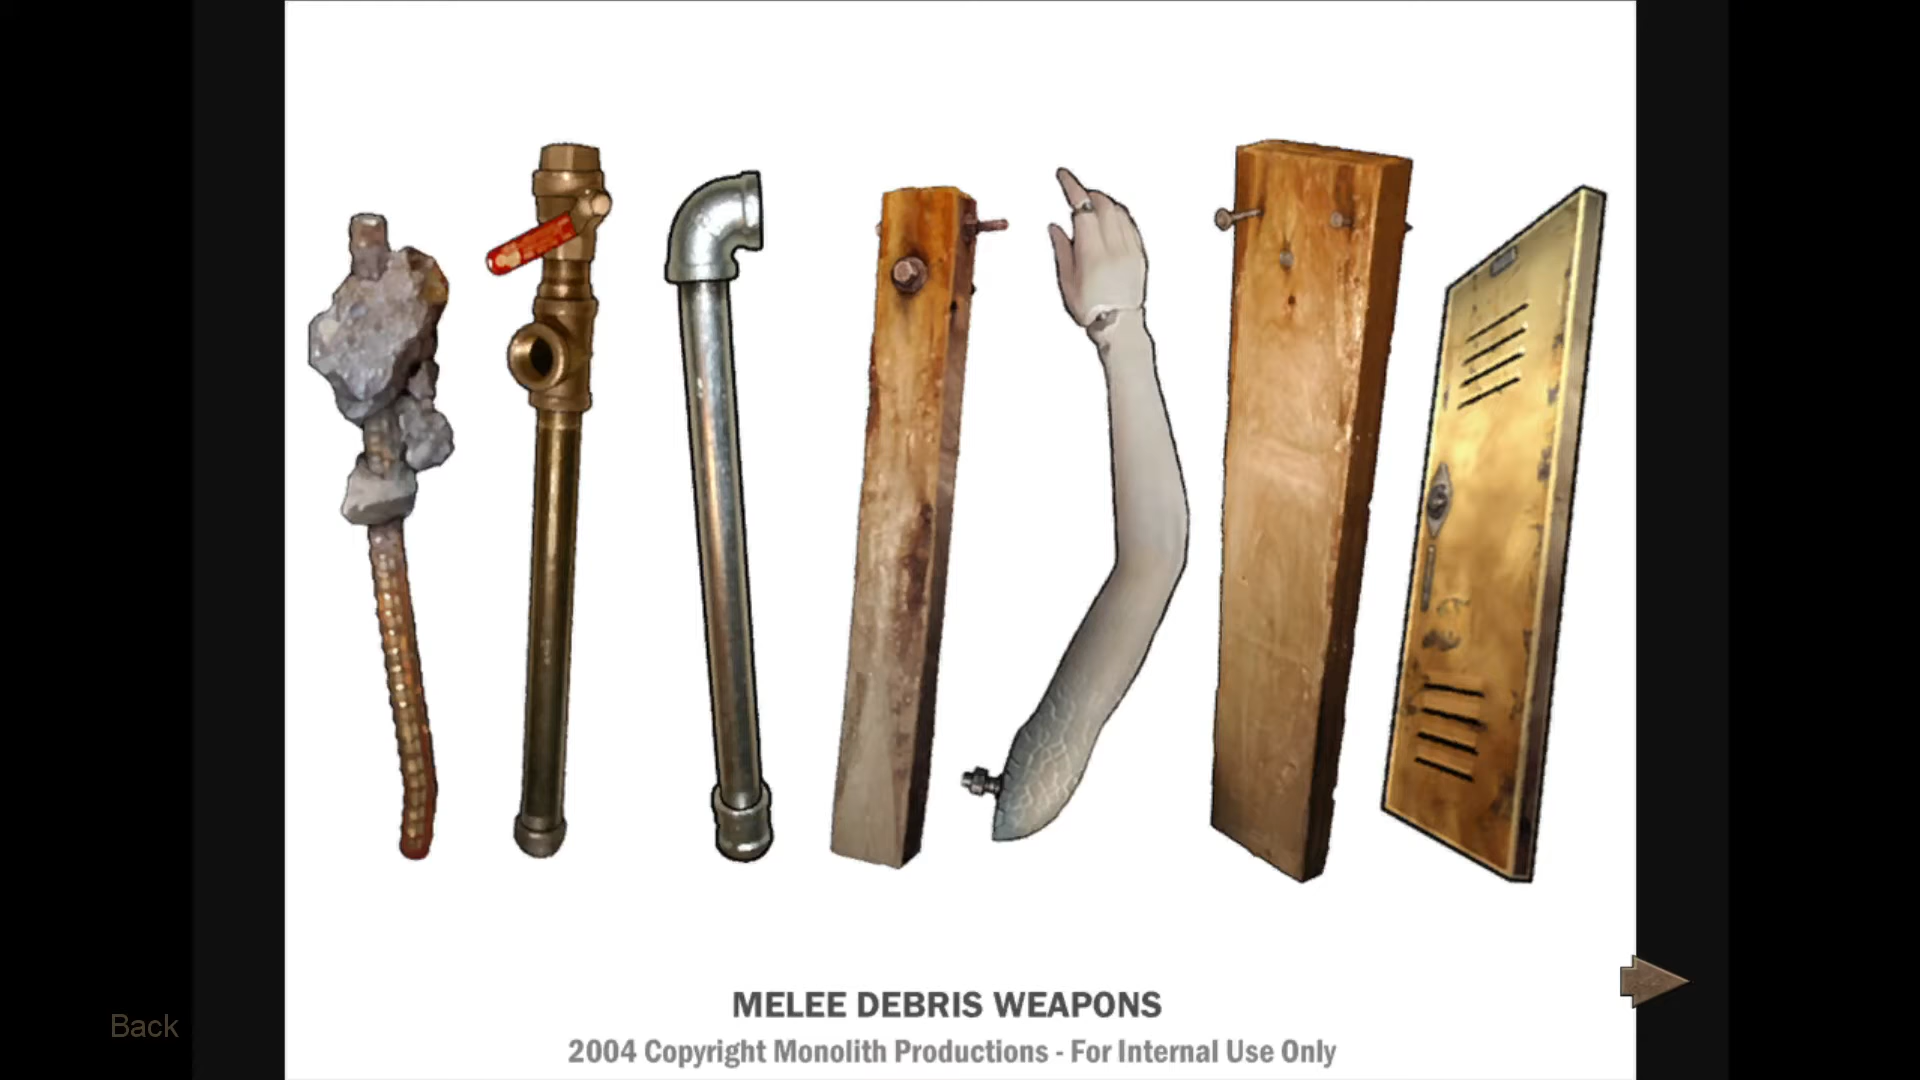 MELEE DEBRIS WEAPONS
Back
2004 Copyright Monolith Productions - For Internal Use Only